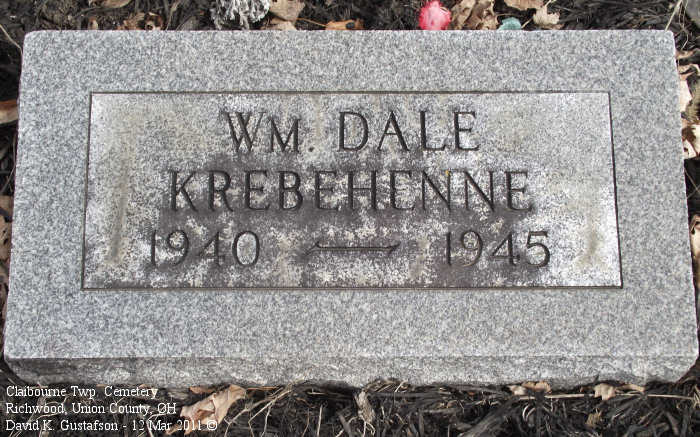 Wm. Dale
Krebehenne
1940 — 1945
Claibourne Twp Cemetery
Richwood, Union County, OH
David K. Gustafson - 12 Mar 2011 ©